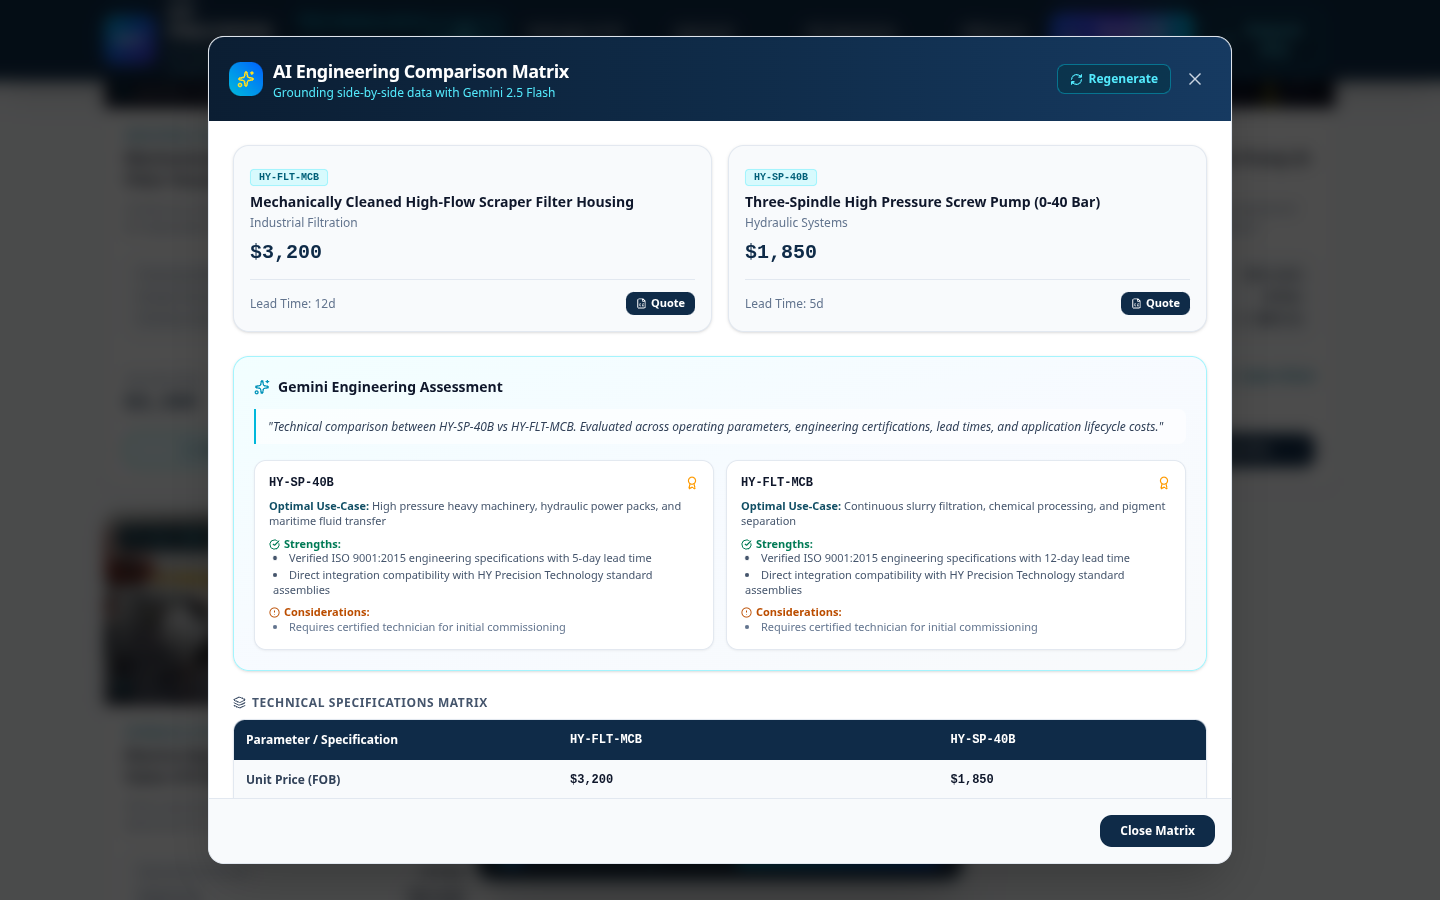 AI Engineering Comparison Matrix
Grounding side-by-side data with Gemini 2.5 Flash
Regenerate
HY-FLT-MCB
Mechanically Cleaned High-Flow Scraper Filter Housing
Industrial Filtration
$3,200
Lead Time: 12d
Quote
HY-SP-40B
Three-Spindle High Pressure Screw Pump (0-40 Bar)
Hydraulic Systems
$1,850
Lead Time: 5d
Quote
Gemini Engineering Assessment
"Technical comparison between HY-SP-40B vs HY-FLT-MCB. Evaluated across operating parameters, engineering certifications, lead times, and application lifecycle costs."
HY-SP-40B
Optimal Use-Case: High pressure heavy machinery, hydraulic power packs, and
maritime fluid transfer
Strengths:
• Verified ISO 9001:2015 engineering specifications with 5-day lead time
• Direct integration compatibility with HY Precision Technology standard
assemblies
Considerations:
• Requires certified technician for initial commissioning
HY-FLT-MCB
Optimal Use-Case: Continuous slurry filtration, chemical processing, and pigment
separation
Strengths:
• Verified ISO 9001:2015 engineering specifications with 12-day lead time
• Direct integration compatibility with HY Precision Technology standard
assemblies
Considerations:
• Requires certified technician for initial commissioning
TECHNICAL SPECIFICATIONS MATRIX
Parameter / Specification HY-FLT-MCB HY-SP-40B
Unit Price (FOB) $3,200 $1,850
Close Matrix